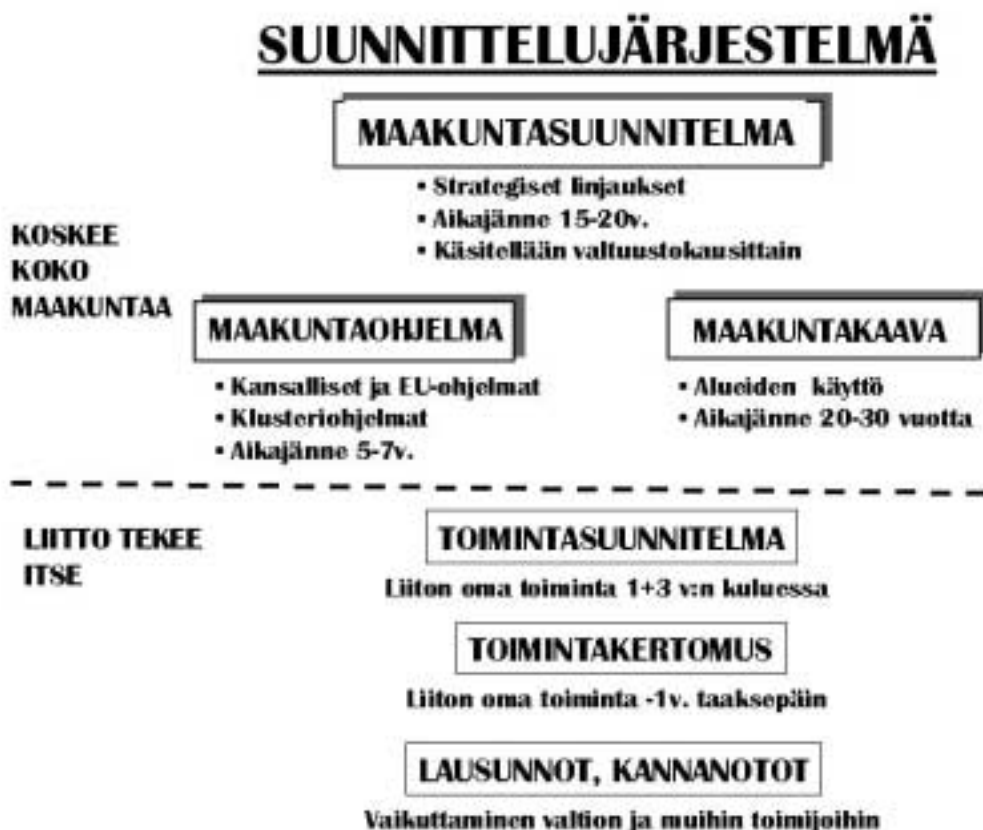 SUUNNITTELUJÄRJESTELMÄ
MAAKUNTASUUNNITELMA
▪ Strategiset linjaukset
▪ Aikajänne 15-20v.
▪ Käsitellään valtuustokausittain
KOSKEE
KOKO
MAAKUNTAA
MAAKUNTAOHJELMA
▪ Kansalliset ja EU-ohjelmat
▪ Klusteriohjelmat
▪ Aikajänne 5-7v.
MAAKUNTAKAAVA
▪ Alueiden käyttö
▪ Aikajänne 20-30 vuotta
LIITTO TEKEE
ITSE
TOIMINTASUUNNITELMA
Liiton oma toiminta 1+3 v:n kuluessa
TOIMINTAKERTOMUS
Liiton oma toiminta -1v. taaksepäin
LAUSUNNOT, KANNANOTOT
Vaikuttaminen valtion ja muihin toimijoihin